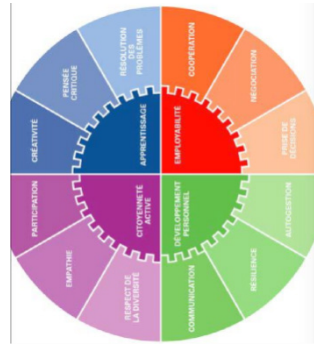 RÉSOLUTION
DES
PROBLÈMES
COOPÉRATION
PENSÉE
CRITIQUE
NÉGOCIATION
CRÉATIVITÉ
APPRENTISSAGE
EMPLOYABILITÉ
PRISE DE
DÉCISIONS
PARTICIPATION
CITOYENNETÉ
ACTIVE
DÉVELOPPEMENT
PERSONNEL
AUTOGESTION
EMPATHIE
RÉSILIENCE
RESPECT DE
LA DIVERSITÉ
COMMUNICATION